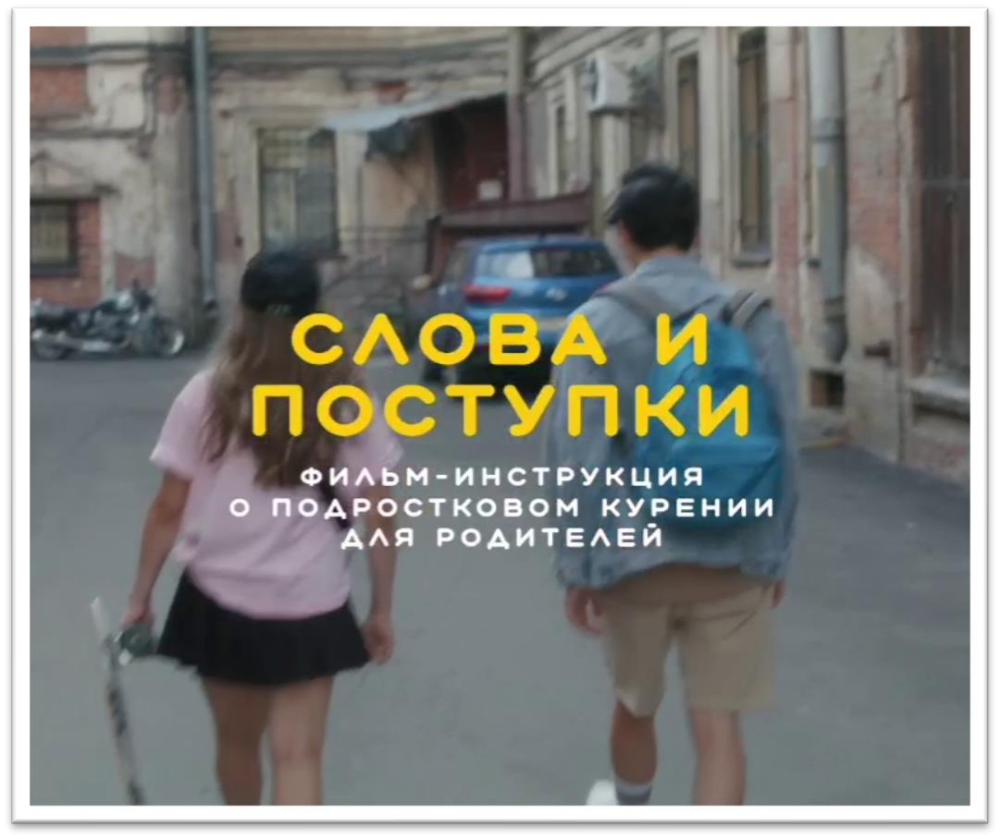 СЛОВА И
ПОСТУПКИ
ФИЛЬМ-ИНСТРУКЦИЯ
О ПОДРОСТКОВОМ КУРЕНИИ
ДЛЯ РОДИТЕЛЕЙ